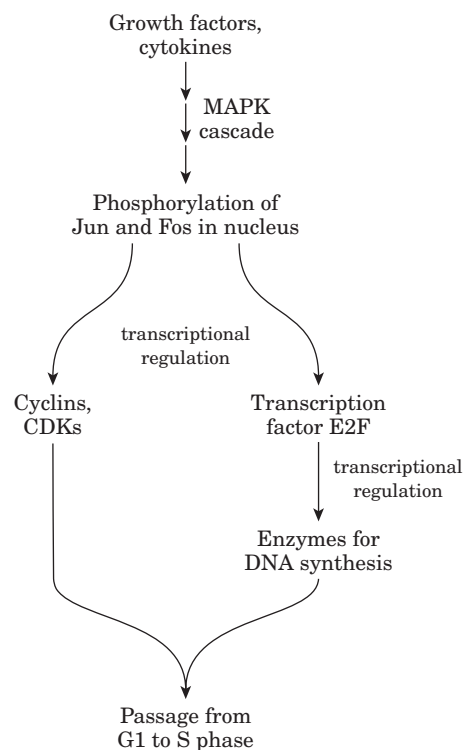 Growth factors,
cytokines
MAPK
cascade
Phosphorylation of
Jun and Fos in nucleus
transcriptional
regulation
Cyclins,
CDKs
Transcription
factor E2F
transcriptional
regulation
Enzymes for
DNA synthesis
Passage from
G1 to S phase